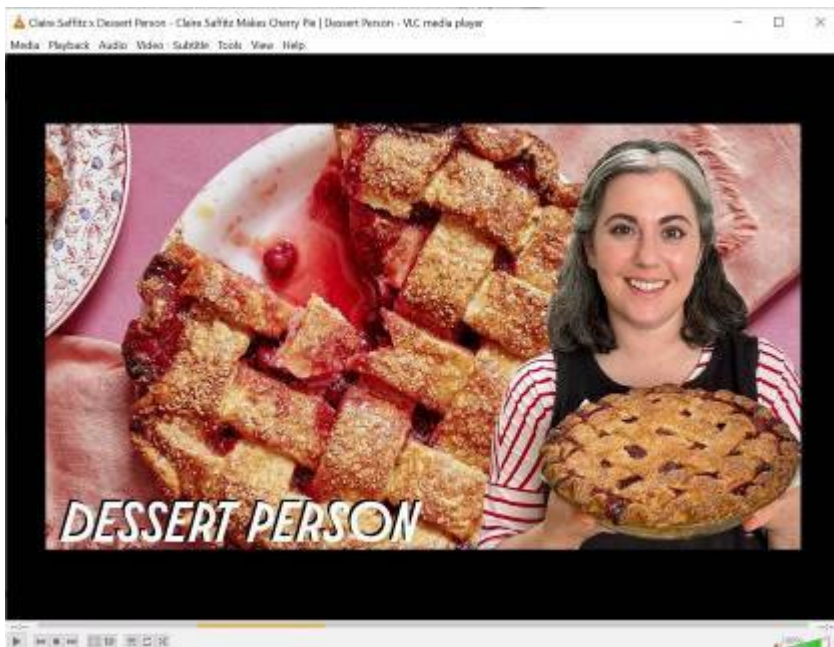 Claire Saffitz x Dessert Person - Claire Saffitz Makes Cherry Pie | Dessert Person - VLC media player
Media Playback Audio Video Subtitle Tools View Help
DESSERT PERSON